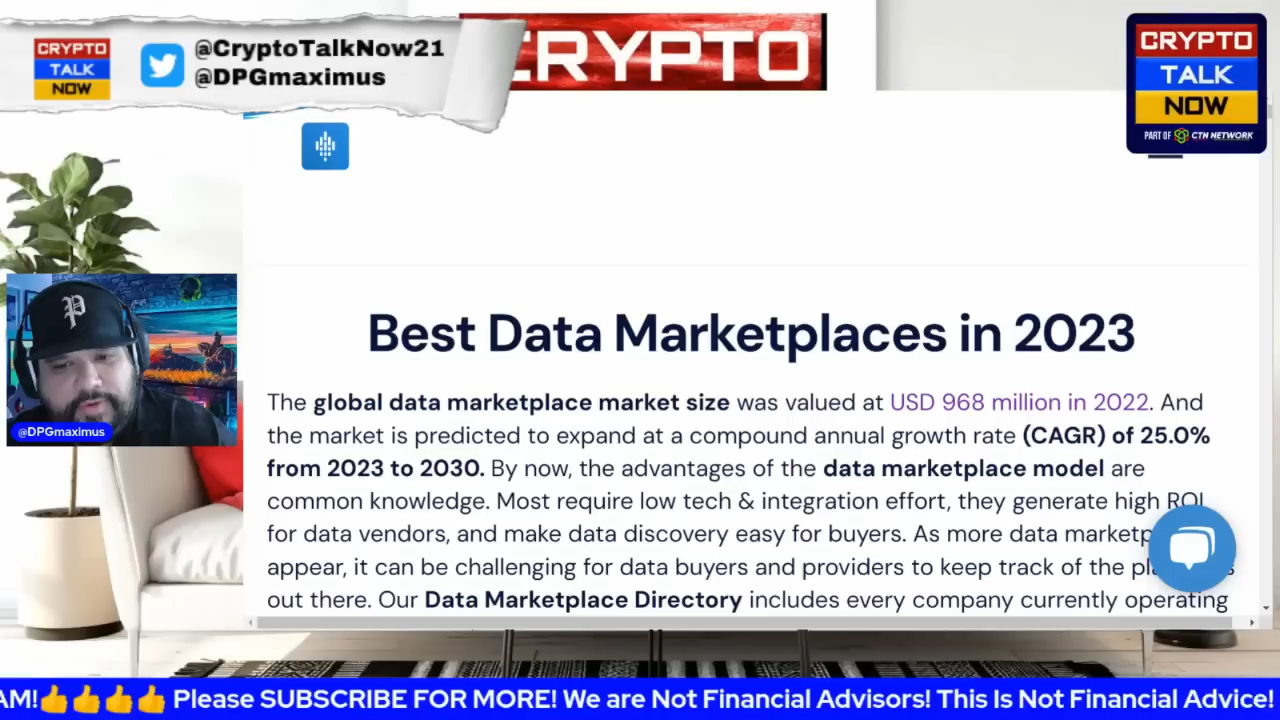 CRYPTO
TALK
NOW
@CryptoTalkNow21
@DPGmaximus
CRYPTO
CRYPTO
TALK
NOW
PART OF CTN NETWORK
Best Data Marketplaces in 2023
The global data marketplace market size was valued at USD 968 million in 2022. And
the market is predicted to expand at a compound annual growth rate (CAGR) of 25.0%
from 2023 to 2030. By now, the advantages of the data marketplace model are
common knowledge. Most require low tech & integration effort, they generate high ROI
for data vendors, and make data discovery easy for buyers. As more data
appear, it can be challenging for data buyers and providers to keep track of the
out there. Our Data Marketplace Directory includes every company currently operating
P
@DPGmaximus
AM!👍👍👍👍 Please SUBSCRIBE FOR MORE! We are Not Financial Advisors! This Is Not Financial Advice!